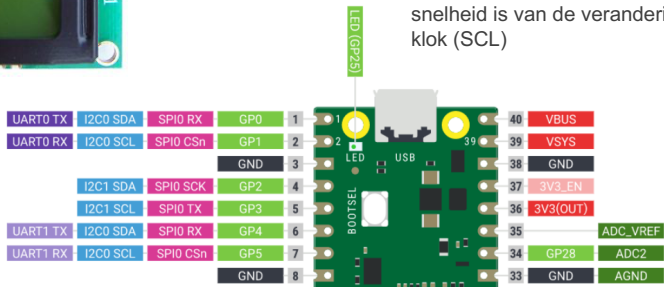 snelheid is van de veranderi
klok (SCL)
LED (GP25)
UART0 TX I2C0 SDA SPI0 RX GP0 1 1 40 VBUS
UART0 RX I2C0 SCL SPI0 CSn GP1 2 2 39 39 VSYS
GND 3 LED USB 38 GND
I2C1 SDA SPI0 SCK GP2 4 37 3V3_EN
I2C1 SCL SPI0 TX GP3 5 BOOTSEL 36 3V3(OUT)
UART1 TX I2C0 SDA SPI0 RX GP4 6 35 ADC_VREF
UART1 RX I2C0 SCL SPI0 CSn GP5 7 34 GP28 ADC2
GND 8 33 GND AGND